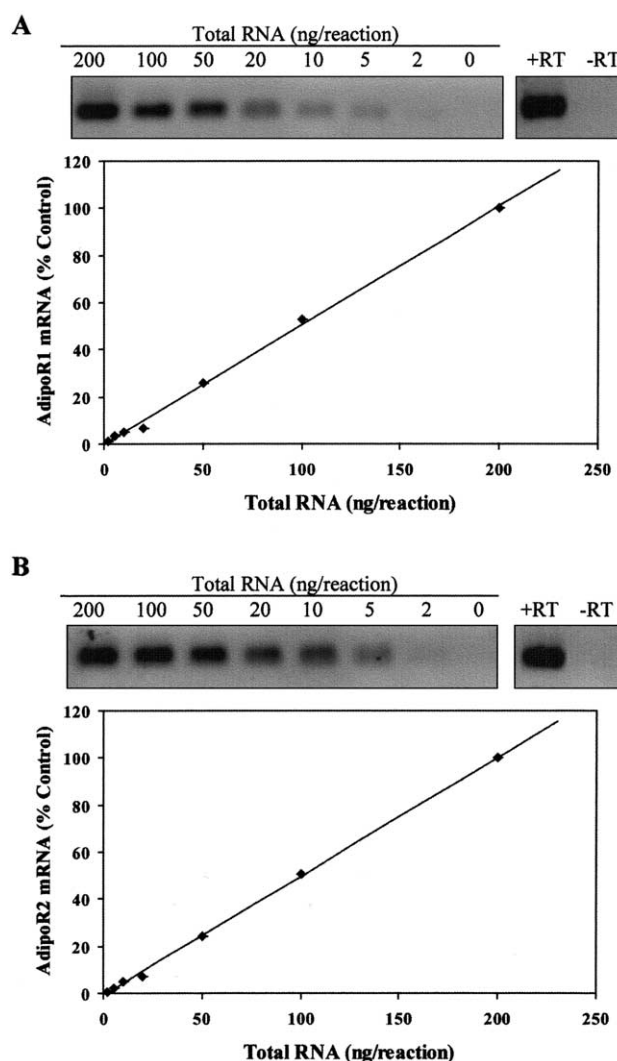 A
Total RNA (ng/reaction)
200 100 50 20 10 5 2 0 +RT -RT
120
100
80
60
40
20
0
AdipoR1 mRNA (% Control)
0 50 100 150 200 250
Total RNA (ng/reaction)
B
Total RNA (ng/reaction)
200 100 50 20 10 5 2 0 +RT -RT
120
100
80
60
40
20
0
AdipoR2 mRNA (% Control)
0 50 100 150 200 250
Total RNA (ng/reaction)